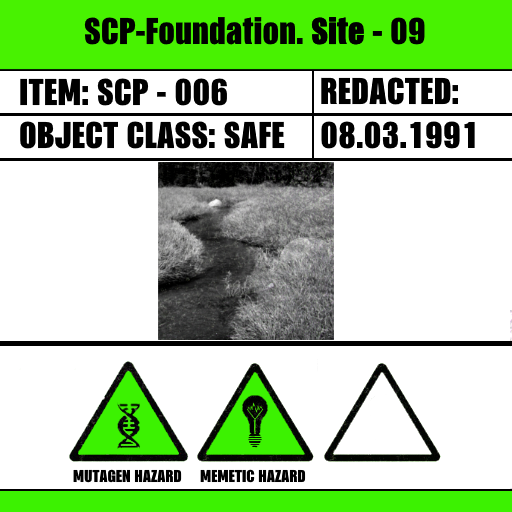 SCP-Foundation. Site - 09
ITEM: SCP - 006
REDACTED:
OBJECT CLASS: SAFE
08.03.1991
MUTAGEN HAZARD
MEMETIC HAZARD